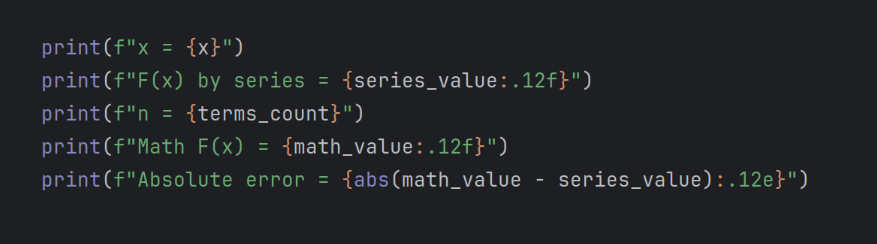 print(f"x = {x}")
print(f"F(x) by series = {series_value:.12f}")
print(f"n = {terms_count}")
print(f"Math F(x) = {math_value:.12f}")
print(f"Absolute error = {abs(math_value - series_value):.12e}")